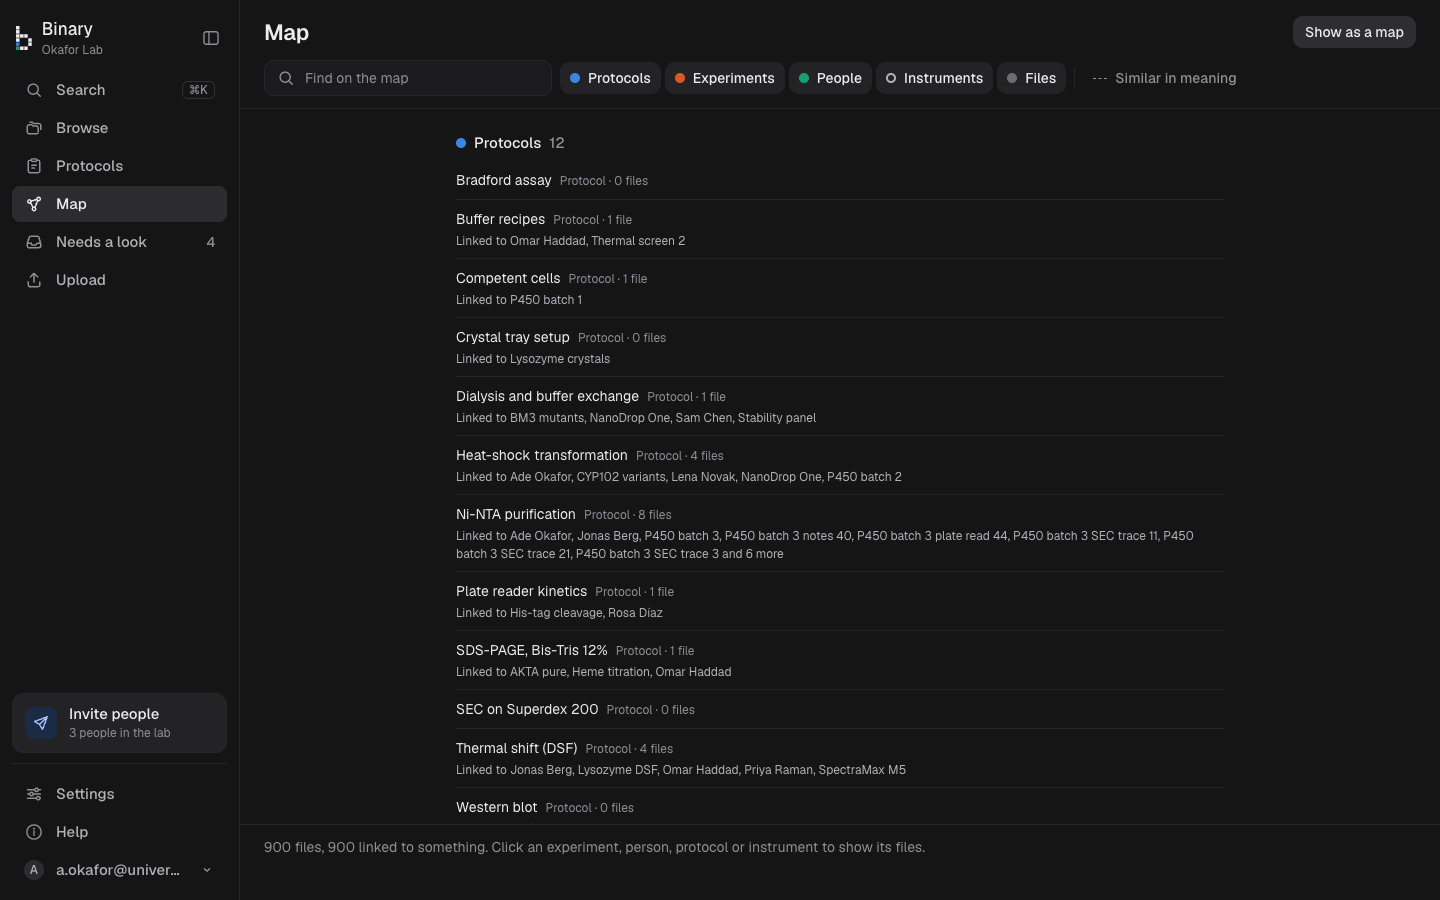 Binary
Okafor Lab
Search ⌘K
Browse
Protocols
Map
Needs a look 4
Upload
Invite people
3 people in the lab
Settings
Help
A a.okafor@univer...
Map
Show as a map
Find on the map
Protocols
Experiments
People
Instruments
Files
Similar in meaning
Protocols 12
Bradford assay Protocol · 0 files
Buffer recipes Protocol · 1 file
Linked to Omar Haddad, Thermal screen 2
Competent cells Protocol · 1 file
Linked to P450 batch 1
Crystal tray setup Protocol · 0 files
Linked to Lysozyme crystals
Dialysis and buffer exchange Protocol · 1 file
Linked to BM3 mutants, NanoDrop One, Sam Chen, Stability panel
Heat-shock transformation Protocol · 4 files
Linked to Ade Okafor, CYP102 variants, Lena Novak, NanoDrop One, P450 batch 2
Ni-NTA purification Protocol · 8 files
Linked to Ade Okafor, Jonas Berg, P450 batch 3, P450 batch 3 notes 40, P450 batch 3 plate read 44, P450 batch 3 SEC trace 11, P450
batch 3 SEC trace 21, P450 batch 3 SEC trace 3 and 6 more
Plate reader kinetics Protocol · 1 file
Linked to His-tag cleavage, Rosa Díaz
SDS-PAGE, Bis-Tris 12% Protocol · 1 file
Linked to AKTA pure, Heme titration, Omar Haddad
SEC on Superdex 200 Protocol · 0 files
Thermal shift (DSF) Protocol · 4 files
Linked to Jonas Berg, Lysozyme DSF, Omar Haddad, Priya Raman, SpectraMax M5
Western blot Protocol · 0 files
900 files, 900 linked to something. Click an experiment, person, protocol or instrument to show its files.